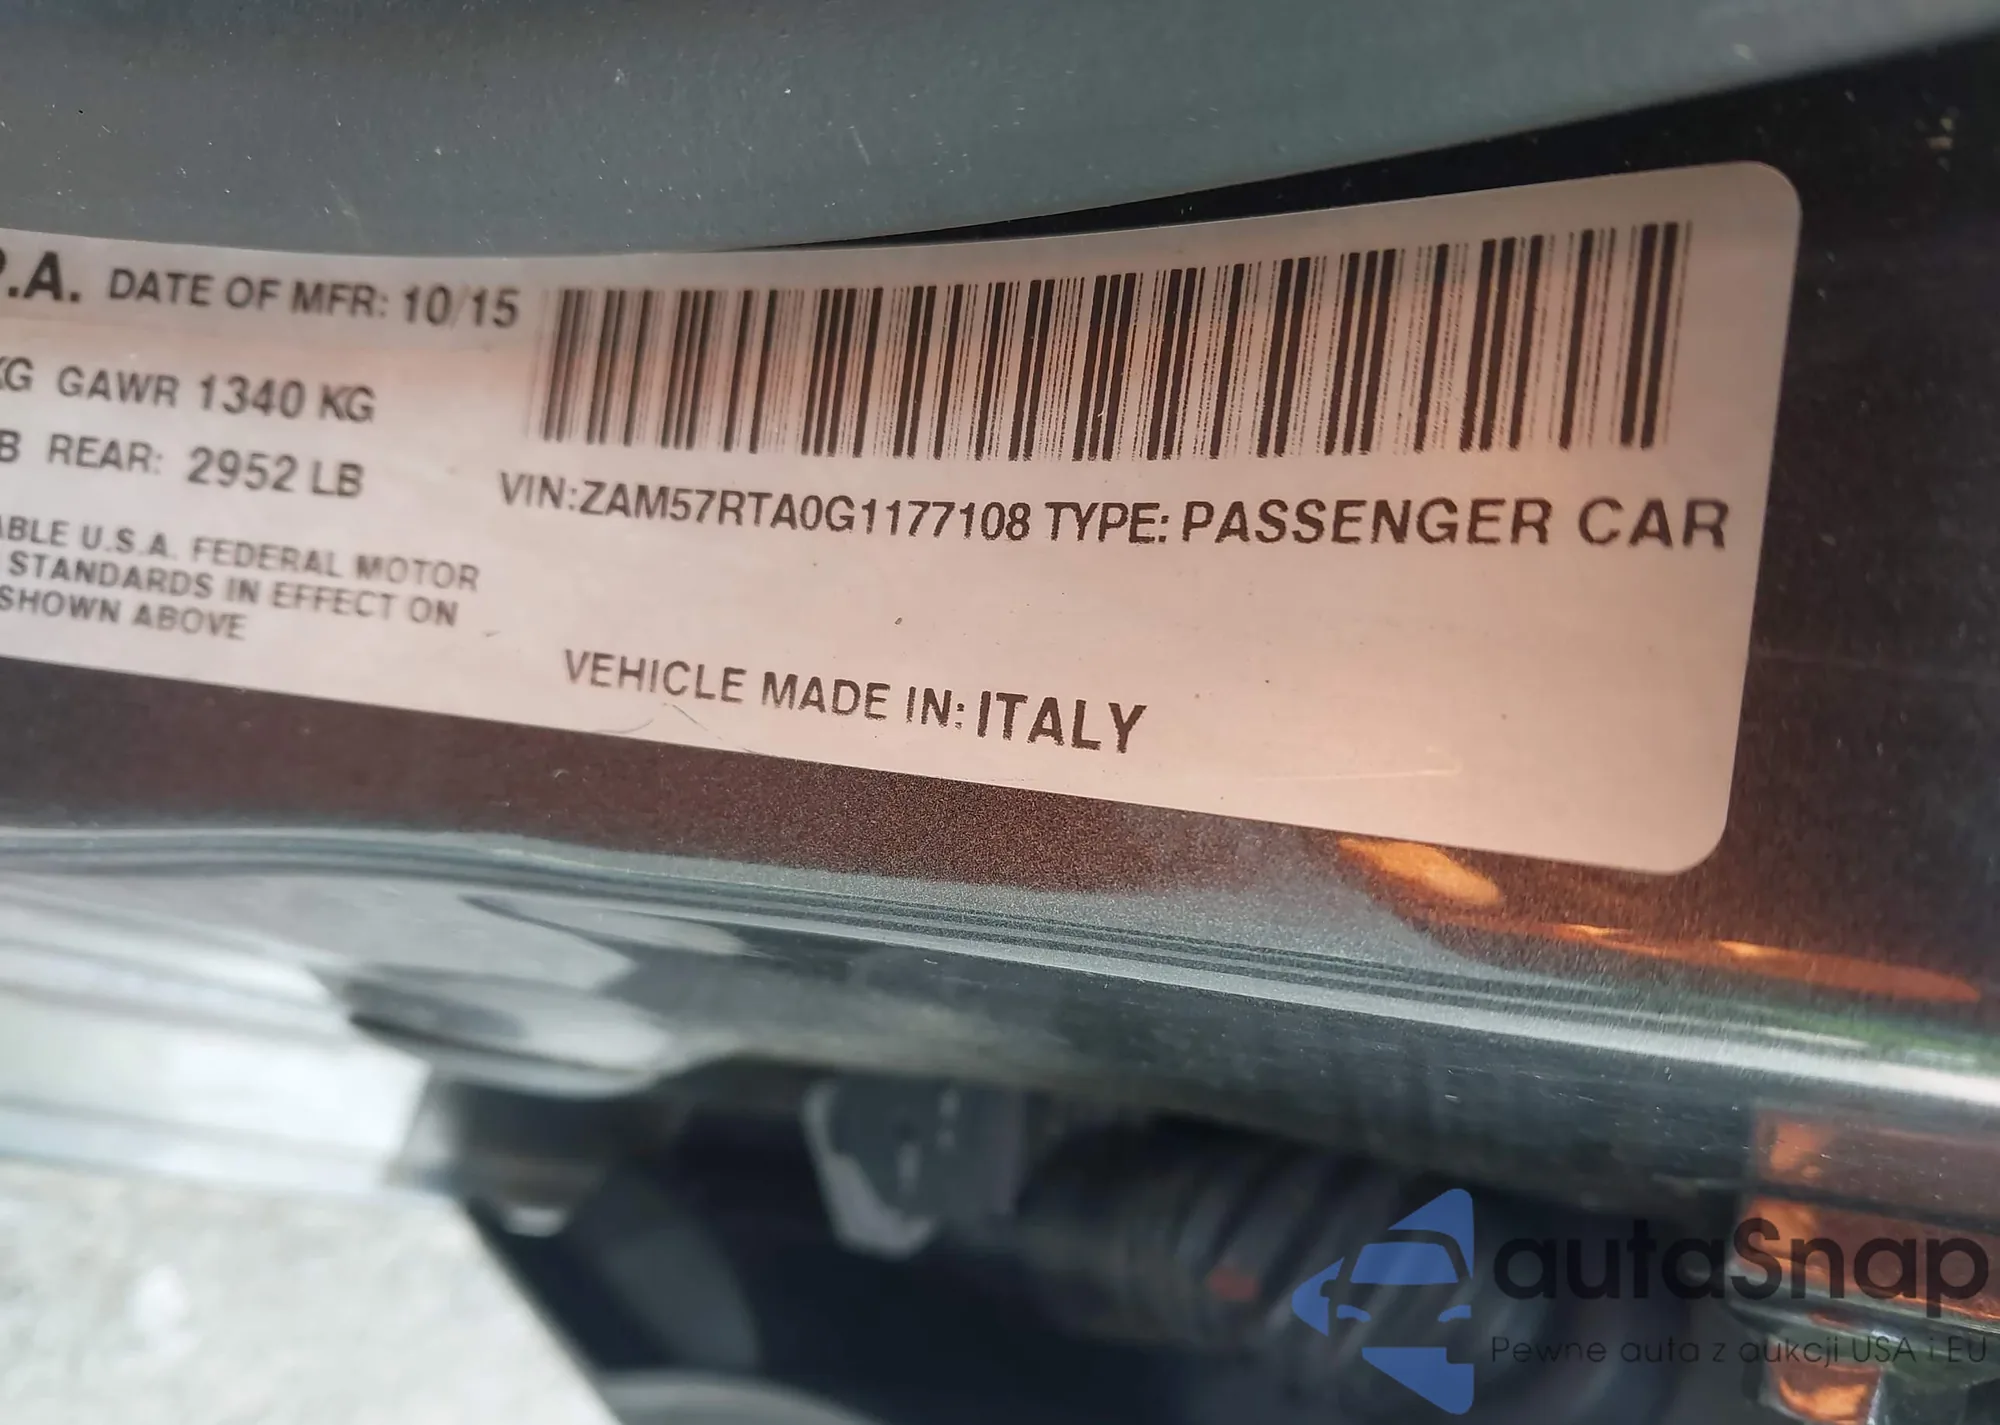 P.A. DATE OF MFR: 10/15
KG GAWR 1340 KG
B REAR: 2952 LB
VIN:ZAM57RTA0G1177108 TYPE: PASSENGER CAR
ABLE U.S.A. FEDERAL MOTOR
STANDARDS IN EFFECT ON
SHOWN ABOVE
VEHICLE MADE IN: ITALY
autaSnap
Pewne auta z aukcji USA i EU